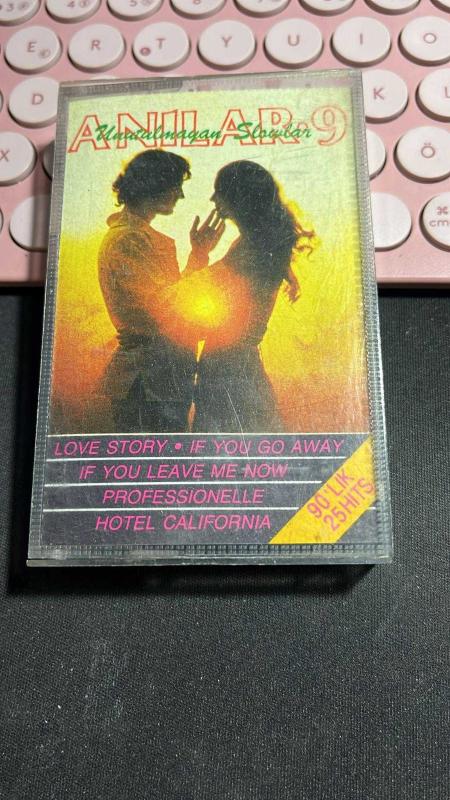 E R T Y U I
D
K L
X
Ö
⌘
cm
ANILAR·9
Unutulmayan Slowlar
LOVE STORY • IF YOU GO AWAY
IF YOU LEAVE ME NOW
PROFESSIONELLE
HOTEL CALIFORNIA
90'LIK
25 HITS